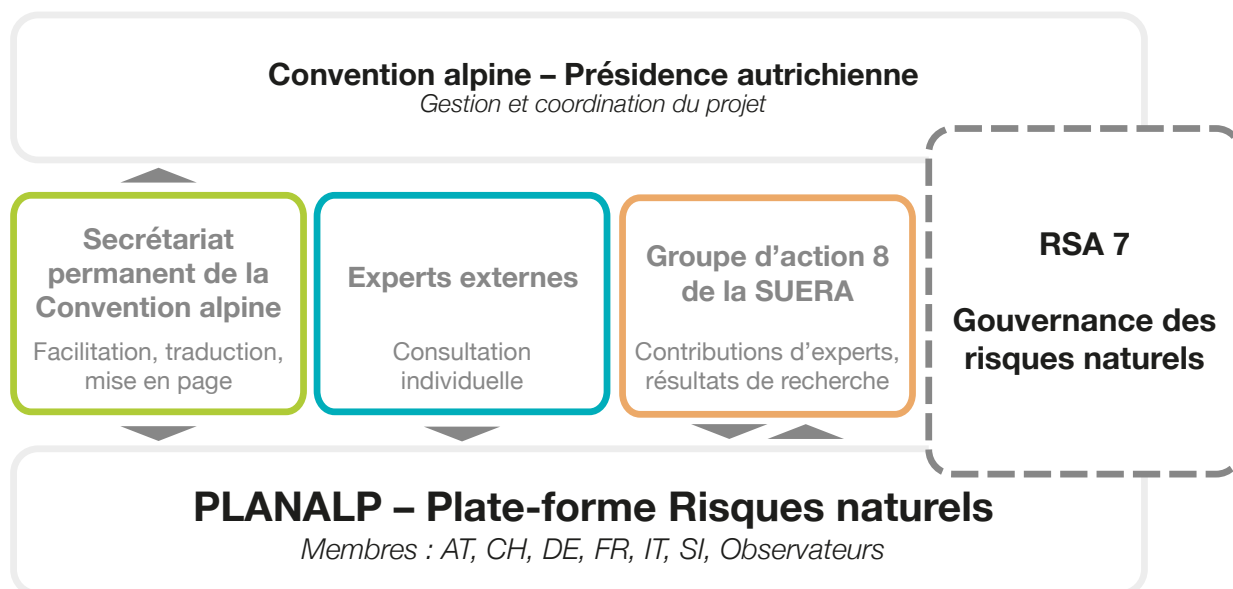 Convention alpine – Présidence autrichienne
Gestion et coordination du projet
Secrétariat
permanent de la
Convention alpine
Facilitation, traduction,
mise en page
Experts externes
Consultation
individuelle
Groupe d’action 8
de la SUERA
Contributions d’experts,
résultats de recherche
RSA 7
Gouvernance des
risques naturels
PLANALP – Plate-forme Risques naturels
Membres : AT, CH, DE, FR, IT, SI, Observateurs